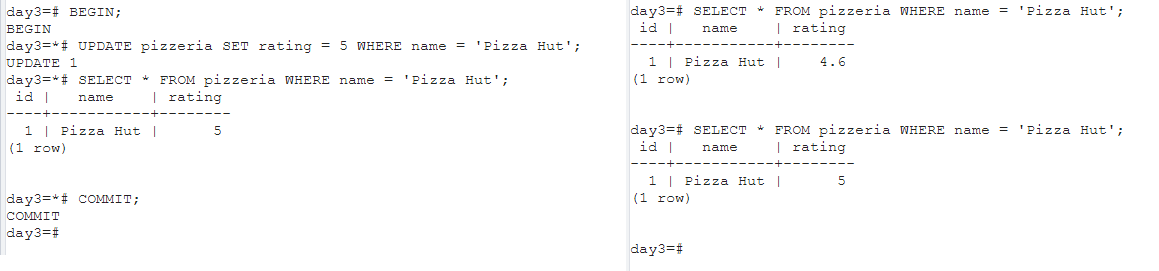 day3=# BEGIN;
BEGIN
day3=*# UPDATE pizzeria SET rating = 5 WHERE name = 'Pizza Hut';
UPDATE 1
day3=*# SELECT * FROM pizzeria WHERE name = 'Pizza Hut';
 id |   name    | rating
----+-----------+--------
  1 | Pizza Hut |      5
(1 row)
day3=*# COMMIT;
COMMIT
day3=#
day3=# SELECT * FROM pizzeria WHERE name = 'Pizza Hut';
 id |   name    | rating
----+-----------+--------
  1 | Pizza Hut |    4.6
(1 row)
day3=# SELECT * FROM pizzeria WHERE name = 'Pizza Hut';
 id |   name    | rating
----+-----------+--------
  1 | Pizza Hut |      5
(1 row)
day3=#